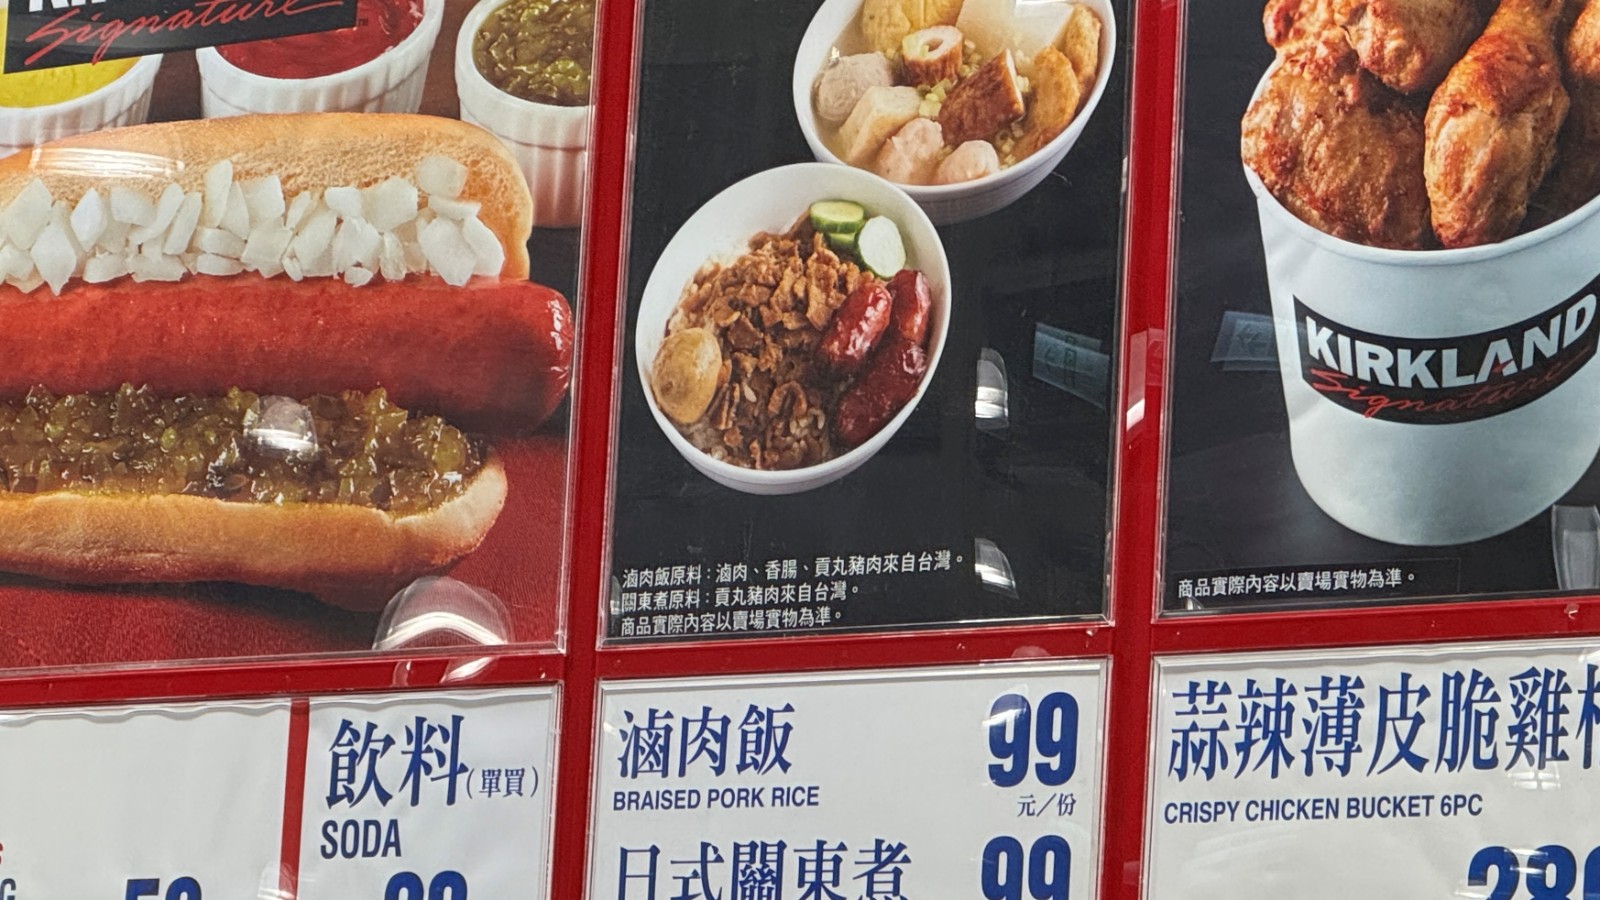 Signature
KIRKLAND
Signature
滷肉飯原料：滷肉、香腸、貢丸豬肉來自台灣。
關東煮原料：貢丸豬肉來自台灣。
商品實際內容以賣場實物為準。
商品實際內容以賣場實物為準。
飲料(單買)
SODA
滷肉飯
BRAISED PORK RICE
99
元／份
日式關東煮
99
蒜辣薄皮脆雞
CRISPY CHICKEN BUCKET 6PC